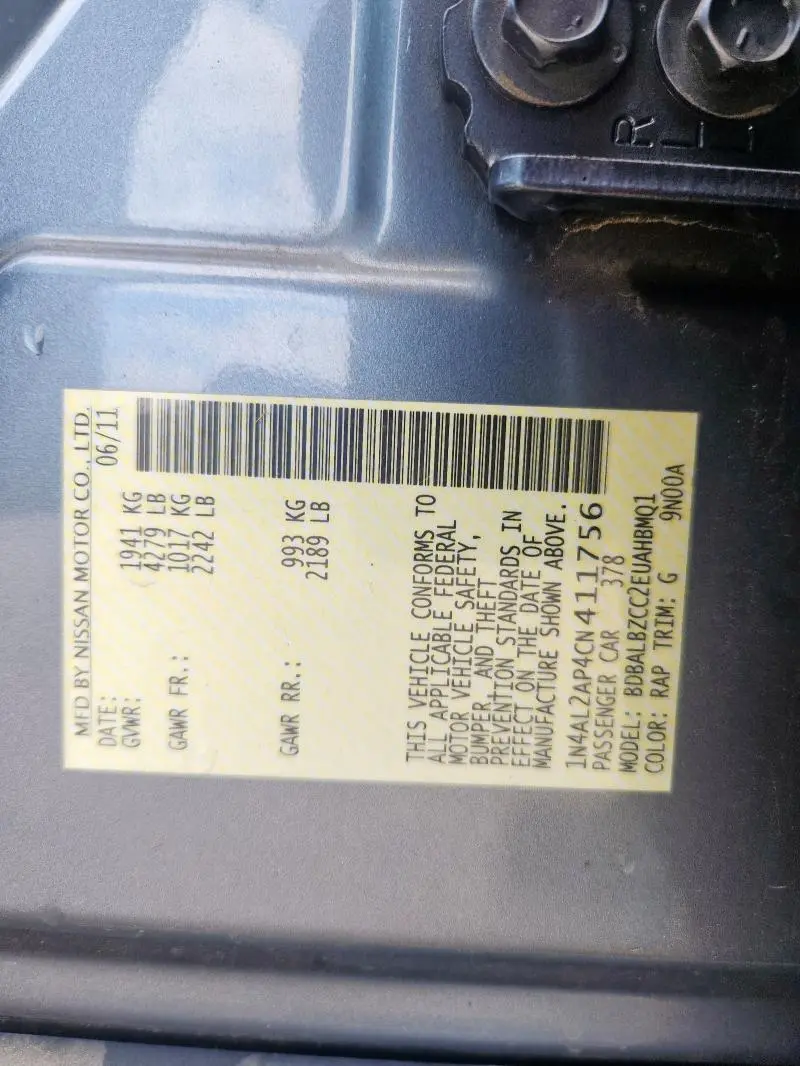 MFD BY NISSAN MOTOR CO., LTD.
DATE: 06/11
GVWR: 1941 KG
4279 LB
GAWR FR.: 1017 KG
2242 LB
GAWR RR.: 993 KG
2189 LB
THIS VEHICLE CONFORMS TO
ALL APPLICABLE FEDERAL
MOTOR VEHICLE SAFETY,
BUMPER, AND THEFT
PREVENTION STANDARDS IN
EFFECT ON THE DATE OF
MANUFACTURE SHOWN ABOVE.
1N4AL2AP4CN411756
PASSENGER CAR 378
MODEL: BDBALBZCC2EUAHBMQ1
COLOR: RAP TRIM: G 9N00A